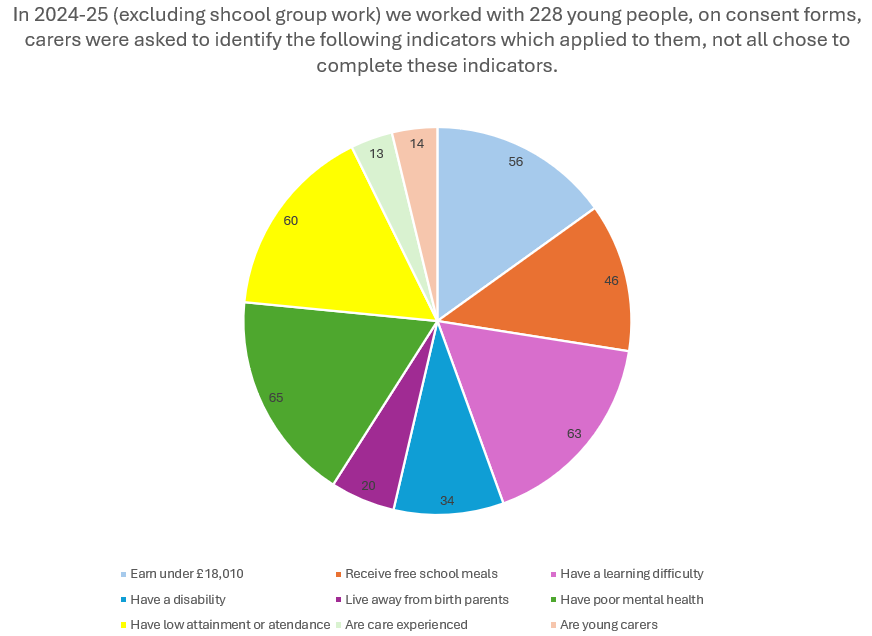 In 2024-25 (excluding shcool group work) we worked with 228 young people, on consent forms,
carers were asked to identify the following indicators which applied to them, not all chose to
complete these indicators.
14
56
13
60
46
65
63
20
34
Earn under £18,010
Receive free school meals
Have a learning difficulty
Have a disability
Live away from birth parents
Have poor mental health
Have low attainment or atendance
Are care experienced
Are young carers